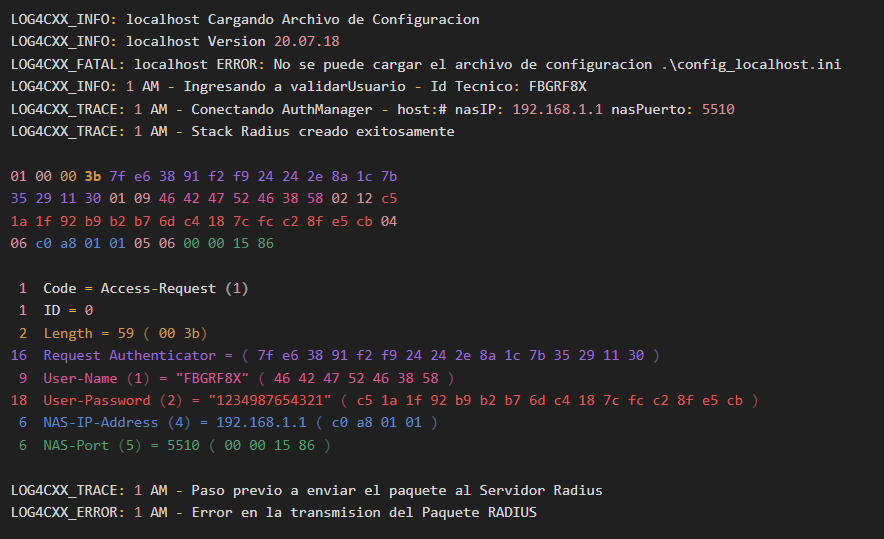 LOG4CXX_INFO: localhost Cargando Archivo de Configuracion
LOG4CXX_INFO: localhost Version 20.07.18
LOG4CXX_FATAL: localhost ERROR: No se puede cargar el archivo de configuracion .\config_localhost.ini
LOG4CXX_INFO: 1 AM - Ingresando a validarUsuario - Id Tecnico: FBGRF8X
LOG4CXX_TRACE: 1 AM - Conectando AuthManager - host:# nasIP: 192.168.1.1 nasPuerto: 5510
LOG4CXX_TRACE: 1 AM - Stack Radius creado exitosamente
01 00 00 3b 7f e6 38 91 f2 f9 24 24 2e 8a 1c 7b
35 29 11 30 01 09 46 42 47 52 46 38 58 02 12 c5
1a 1f 92 b9 b2 b7 6d c4 18 7c fc c2 8f e5 cb 04
06 c0 a8 01 01 05 06 00 00 15 86
1 Code = Access-Request (1)
1 ID = 0
2 Length = 59 ( 00 3b)
16 Request Authenticator = ( 7f e6 38 91 f2 f9 24 24 2e 8a 1c 7b 35 29 11 30 )
9 User-Name (1) = "FBGRF8X" ( 46 42 47 52 46 38 58 )
18 User-Password (2) = "1234987654321" ( c5 1a 1f 92 b9 b2 b7 6d c4 18 7c fc c2 8f e5 cb )
6 NAS-IP-Address (4) = 192.168.1.1 ( c0 a8 01 01 )
6 NAS-Port (5) = 5510 ( 00 00 15 86 )
LOG4CXX_TRACE: 1 AM - Paso previo a enviar el paquete al Servidor Radius
LOG4CXX_ERROR: 1 AM - Error en la transmision del Paquete RADIUS